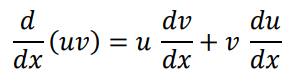 d/dx (uv) = u dv/dx + v du/dx